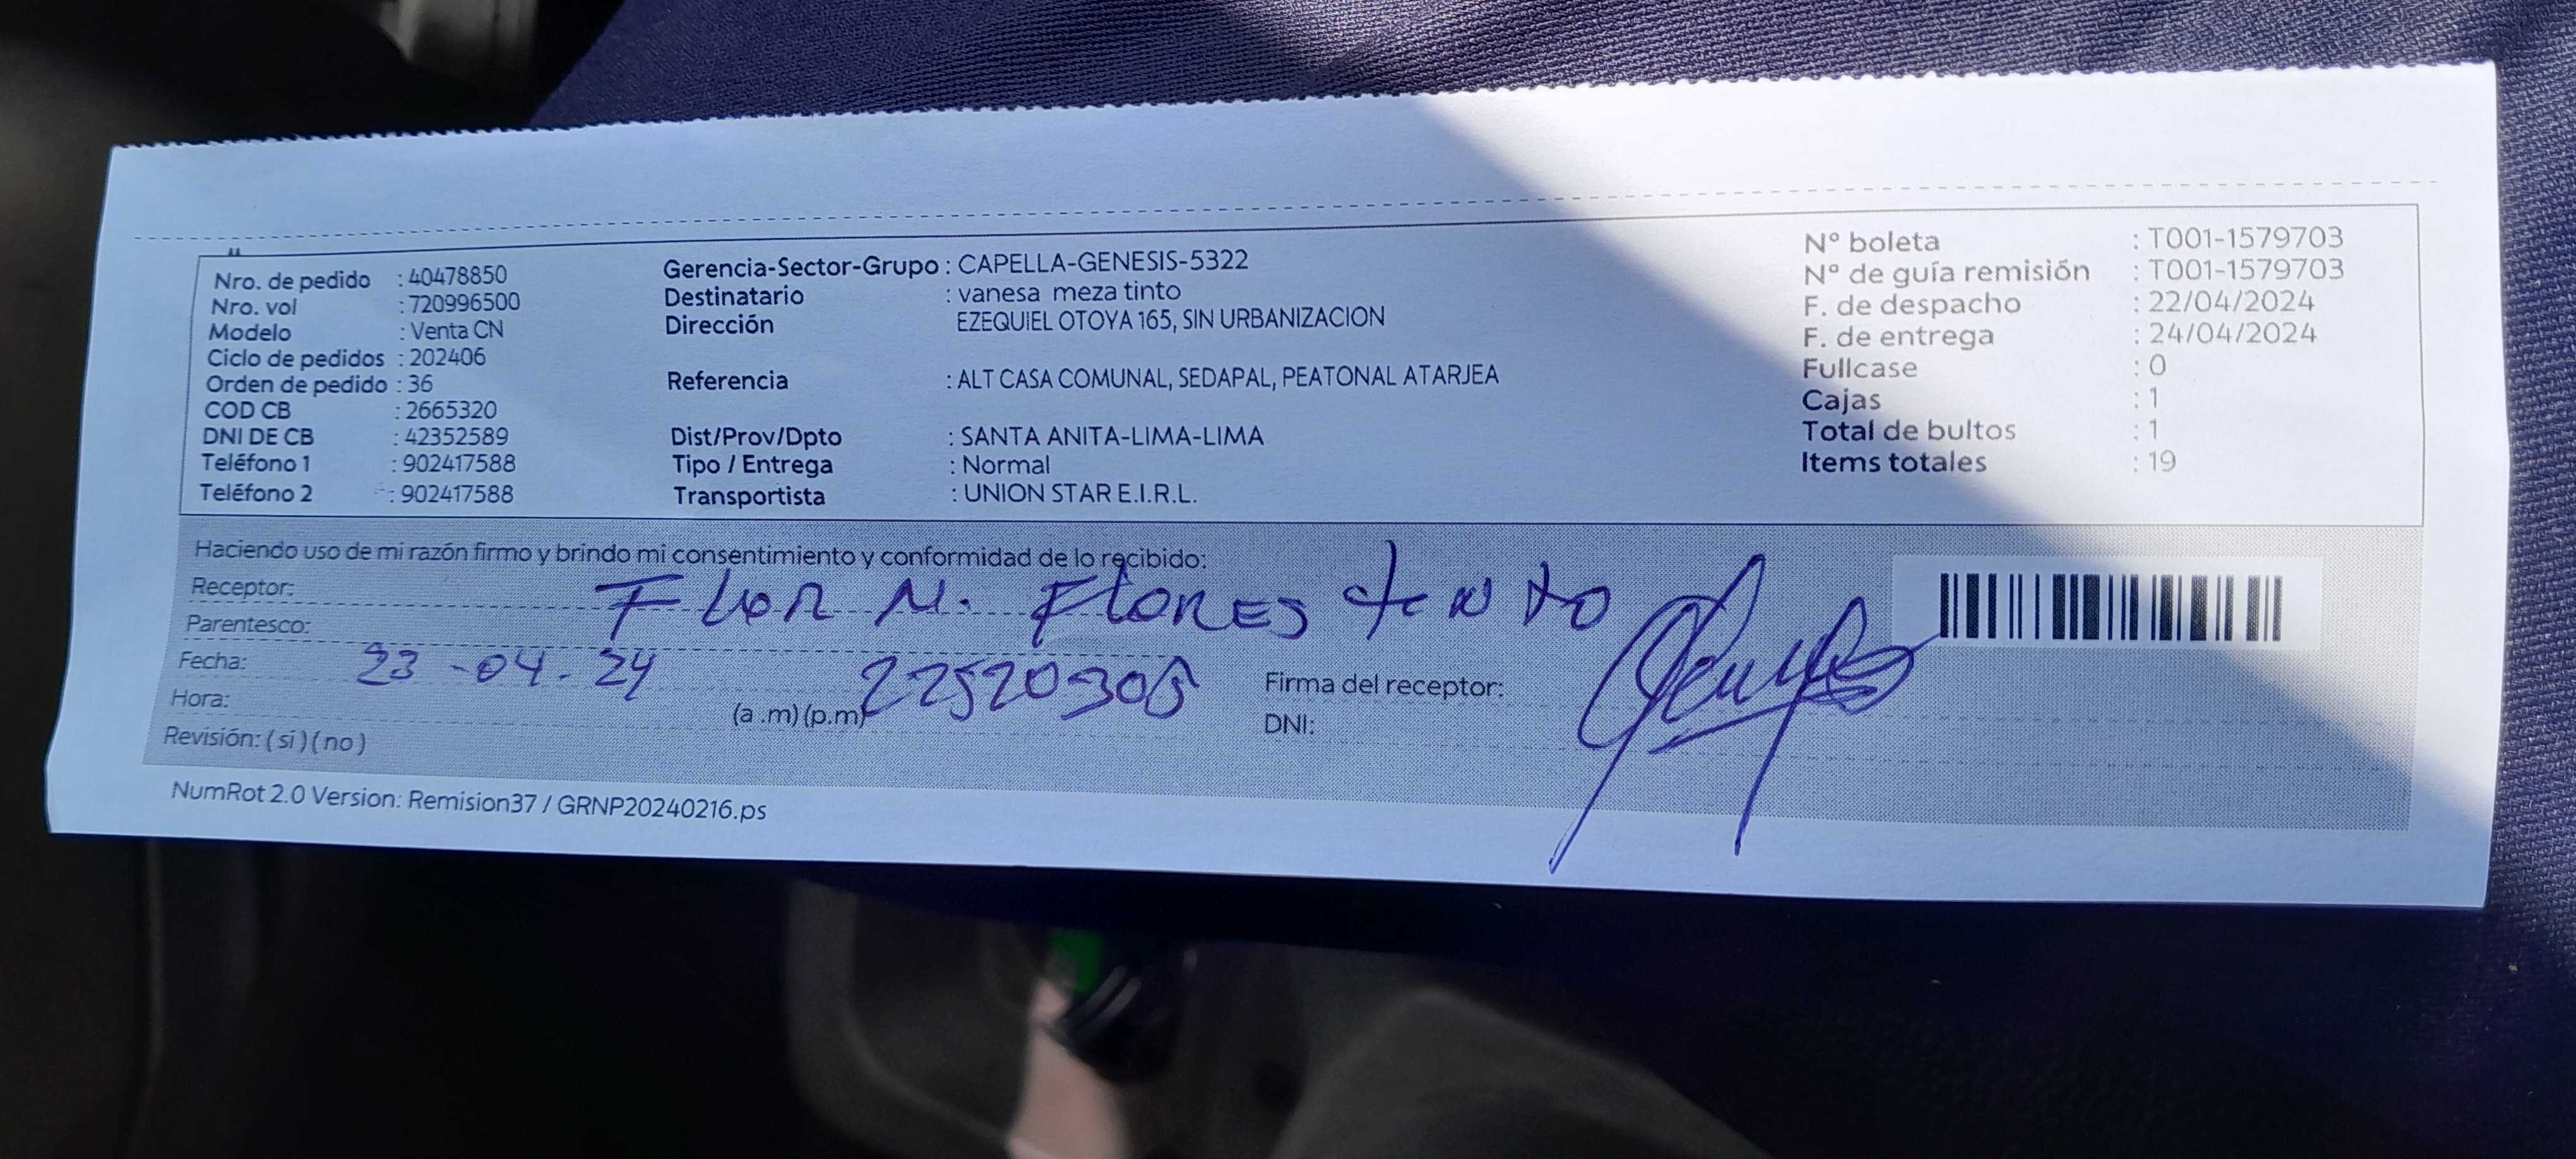 Nro. de pedido : 40478850
Nro. vol : 720996500
Modelo : Venta CN
Ciclo de pedidos : 202406
Orden de pedido : 36
COD CB : 2665320
DNI DE CB : 42352589
Teléfono 1 : 902417588
Teléfono 2 : 902417588
Gerencia-Sector-Grupo : CAPELLA-GENESIS-5322
Destinatario : vanesa meza tinto
Dirección EZEQUIEL OTOYA 165, SIN URBANIZACION
Referencia : ALT CASA COMUNAL, SEDAPAL, PEATONAL ATARJEA
Dist/Prov/Dpto : SANTA ANITA-LIMA-LIMA
Tipo / Entrega : Normal
Transportista : UNION STAR E.I.R.L.
N° boleta : T001-1579703
N° de guía remisión : T001-1579703
F. de despacho : 22/04/2024
F. de entrega : 24/04/2024
Fullcase : 0
Cajas : 1
Total de bultos : 1
Items totales : 19
Haciendo uso de mi razón firmo y brindo mi consentimiento y conformidad de lo recibido:
Receptor: FLOR M. FLORES tinto
Parentesco:
Fecha: 23-04-24 22520305
Hora: (a .m) (p.m)
Revisión: ( si ) ( no )
Firma del receptor:
DNI:
NumRot 2.0 Version: Remision37 / GRNP20240216.ps